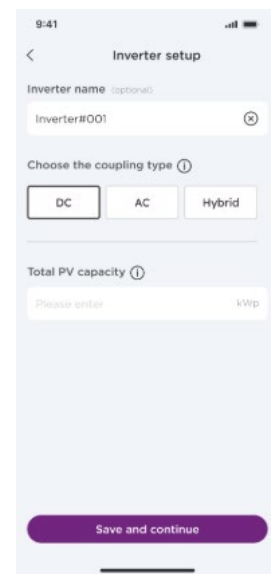 9:41
Inverter setup
Inverter name (optional)
Inverter#001
Choose the coupling type
DC AC Hybrid
Total PV capacity
Please enter kWp
Save and continue